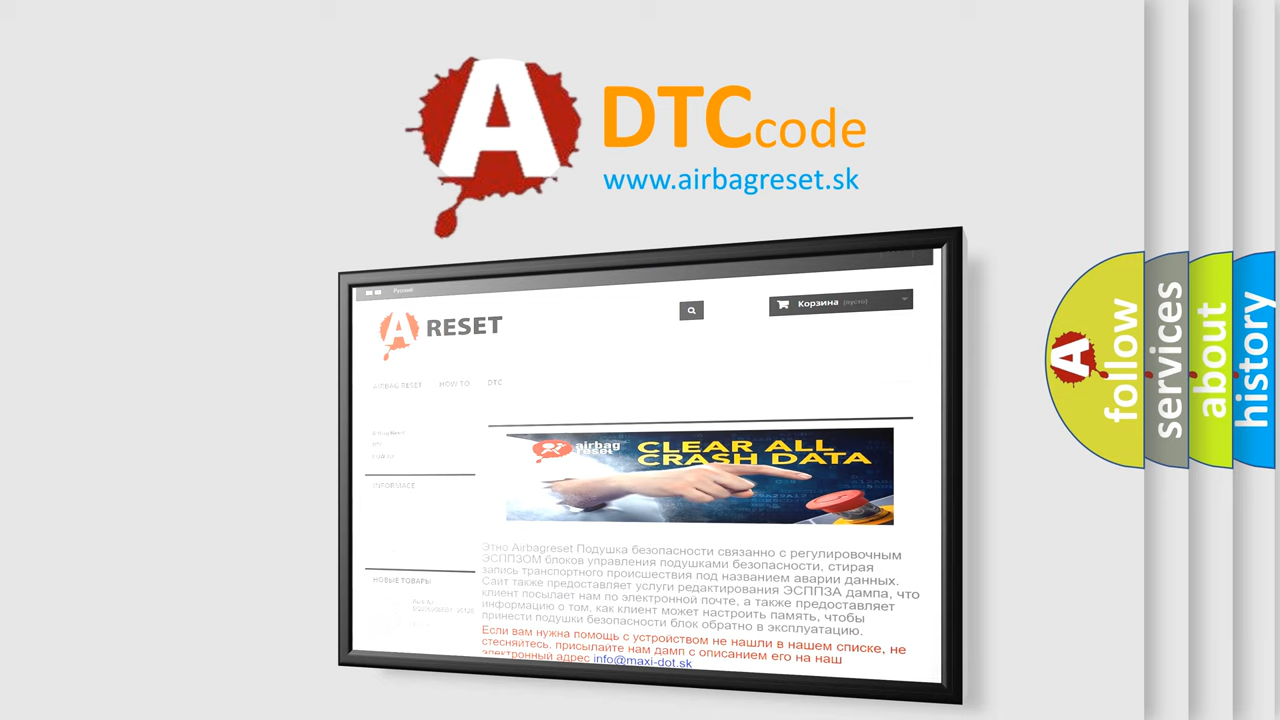 A DTCcode
www.airbagreset.sk
Русский
Корзина (пусто)
A RESET
AIRBAG RESET HOW TO DTC
INFORMACE
airbag
reset
CLEAR ALL
CRASH DATA
Этно Airbagreset Подушка безопасности связанно с регулировочным
ЭСППЗОМ блоков управления подушками безопасности, стирая
запись транспортного происшествия под названием аварии данных.
Сайт также предоставляет услуги редактирования ЭСППЗА дампа, что
клиент посылает нам по электронной почте, а также предоставляет
информацию о том, как клиент может настроить память, чтобы
принести подушки безопасности блок обратно в эксплуатацию.
Если вам нужна помощь с устройством не нашли в нашем списке, не
стесняйтесь, присылайте нам дамп с описанием его на наш
электронный адрес info@maxi-dot.sk
НОВЫЕ ТОВАРЫ
A
follow
services
about
history